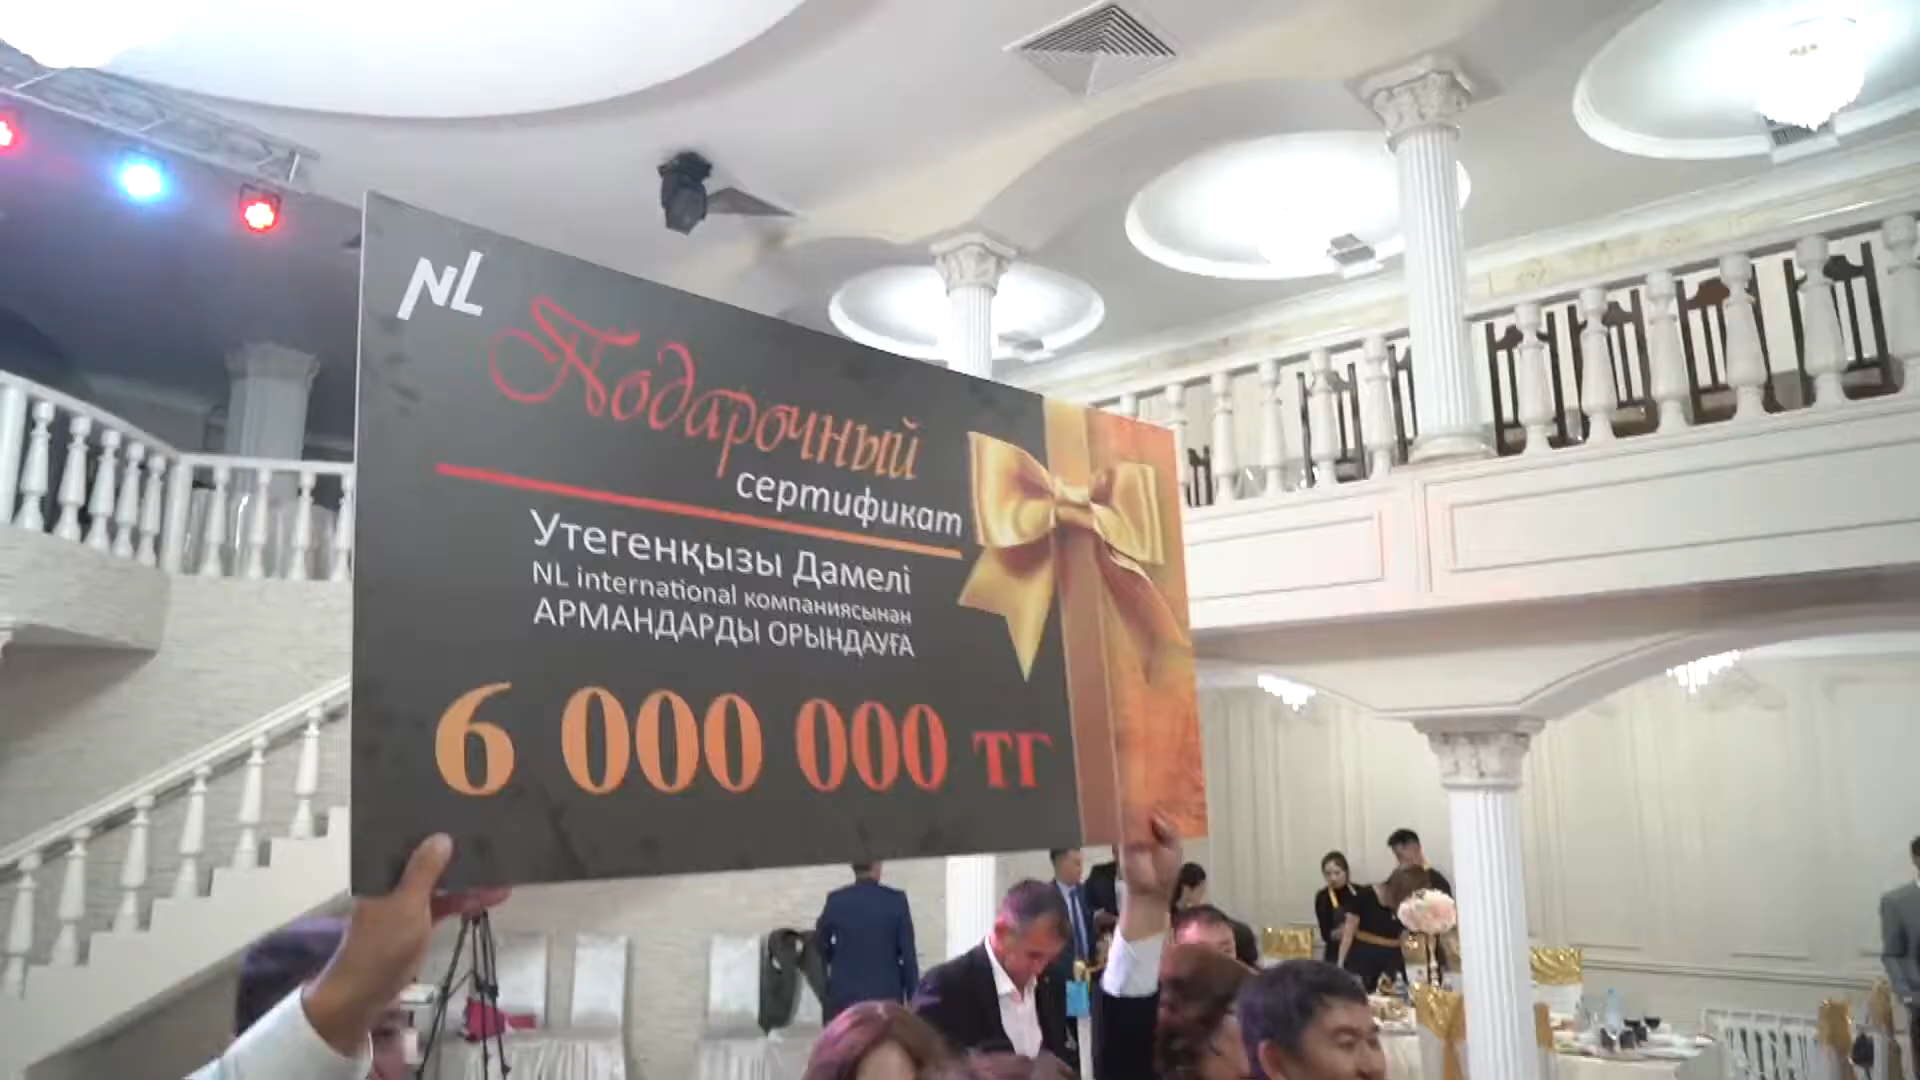 NL
Подарочный
сертификат
Утегенқызы Дамелі
NL international компаниясынан
АРМАНДАРДЫ ОРЫНДАУҒА
6 000 000 тг